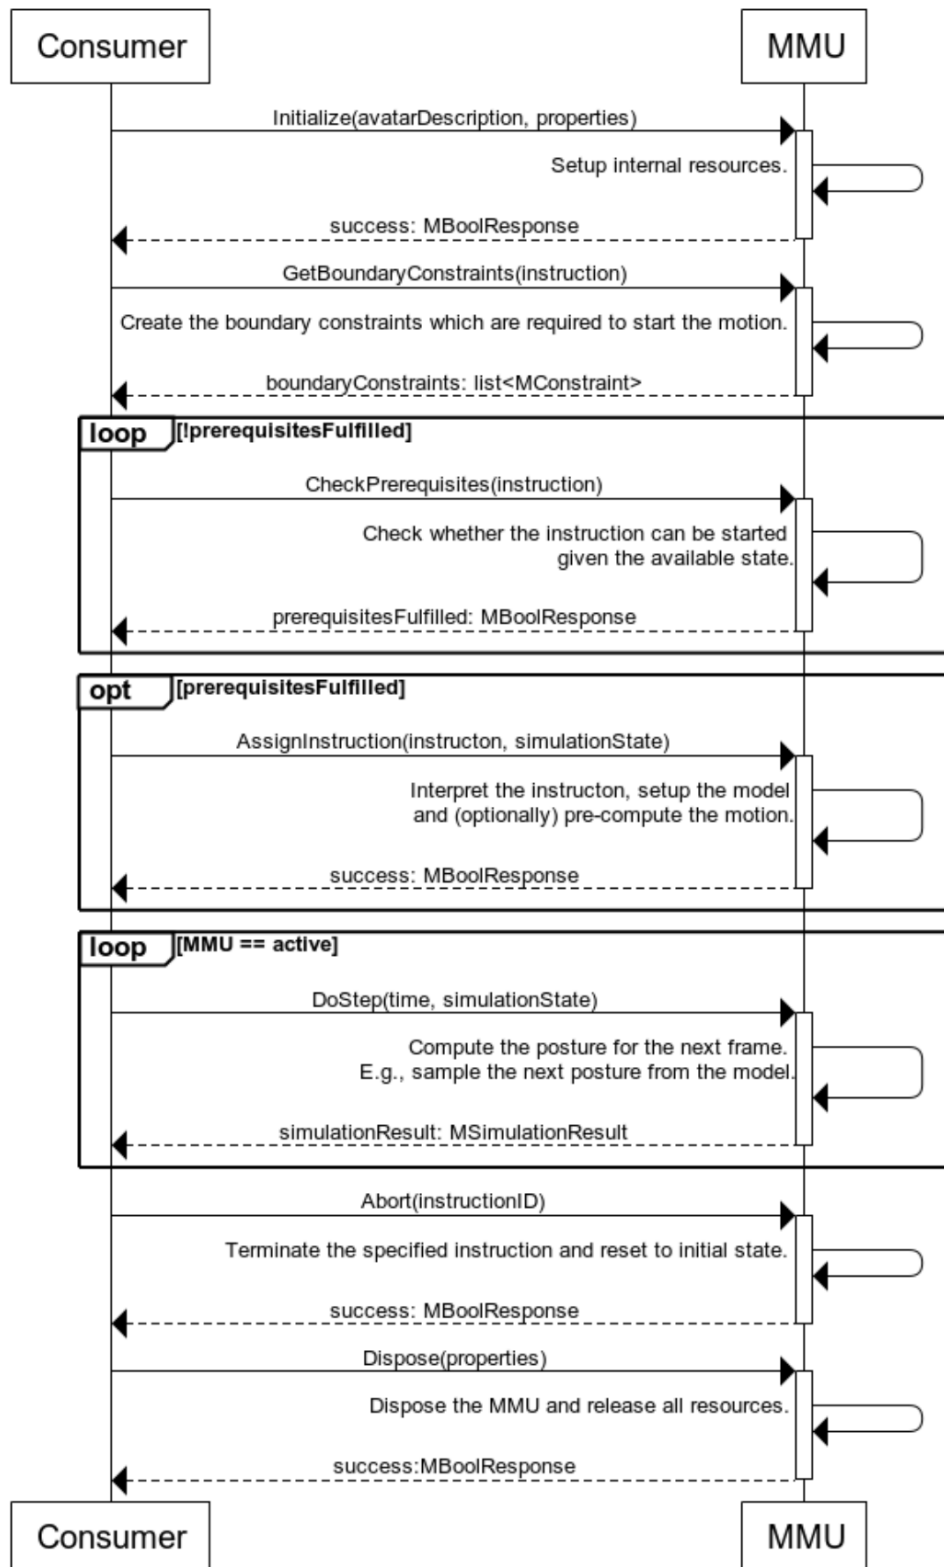 Consumer MMU
Initialize(avatarDescription, properties)
Setup internal resources.
success: MBoolResponse
GetBoundaryConstraints(instruction)
Create the boundary constraints which are required to start the motion.
boundaryConstraints: list<MConstraint>
loop [!prerequisitesFulfilled]
CheckPrerequisites(instruction)
Check whether the instruction can be started
given the available state.
prerequisitesFulfilled: MBoolResponse
opt [prerequisitesFulfilled]
AssignInstruction(instructon, simulationState)
Interpret the instructon, setup the model
and (optionally) pre-compute the motion.
success: MBoolResponse
loop [MMU == active]
DoStep(time, simulationState)
Compute the posture for the next frame.
E.g., sample the next posture from the model.
simulationResult: MSimulationResult
Abort(instructionID)
Terminate the specified instruction and reset to initial state.
success: MBoolResponse
Dispose(properties)
Dispose the MMU and release all resources.
success:MBoolResponse
Consumer MMU